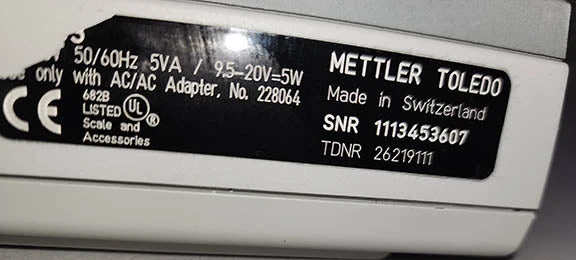 50/60Hz 5VA / 9.5-20V=5W
only with AC/AC Adapter, No. 228064
CE
682B
LISTED UL ®
Scale and
Accessories
METTLER TOLEDO
Made in Switzerland
SNR 1113453607
TDNR 26219111